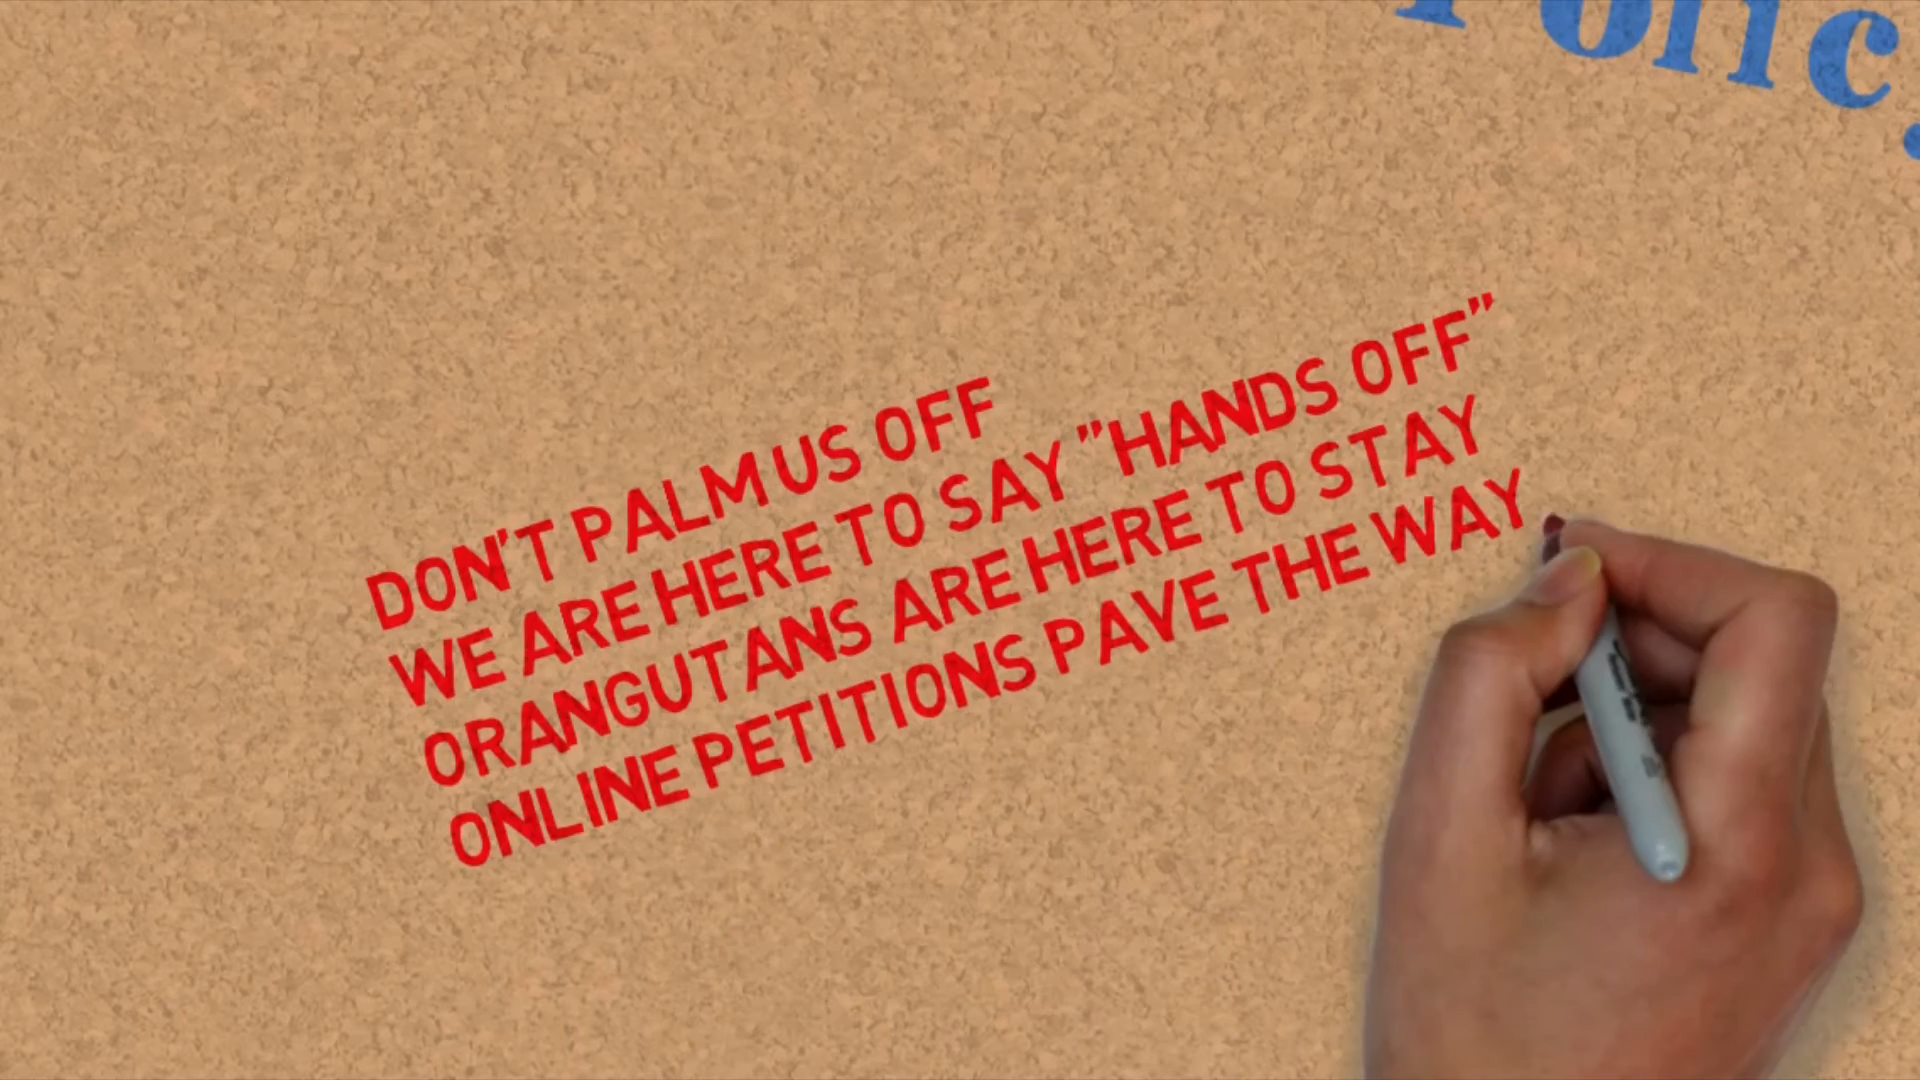 DON'T PALM US OFF
WE ARE HERE TO SAY "HANDS OFF"
ORANGUTANS ARE HERE TO STAY
ONLINE PETITIONS PAVE THE WAY